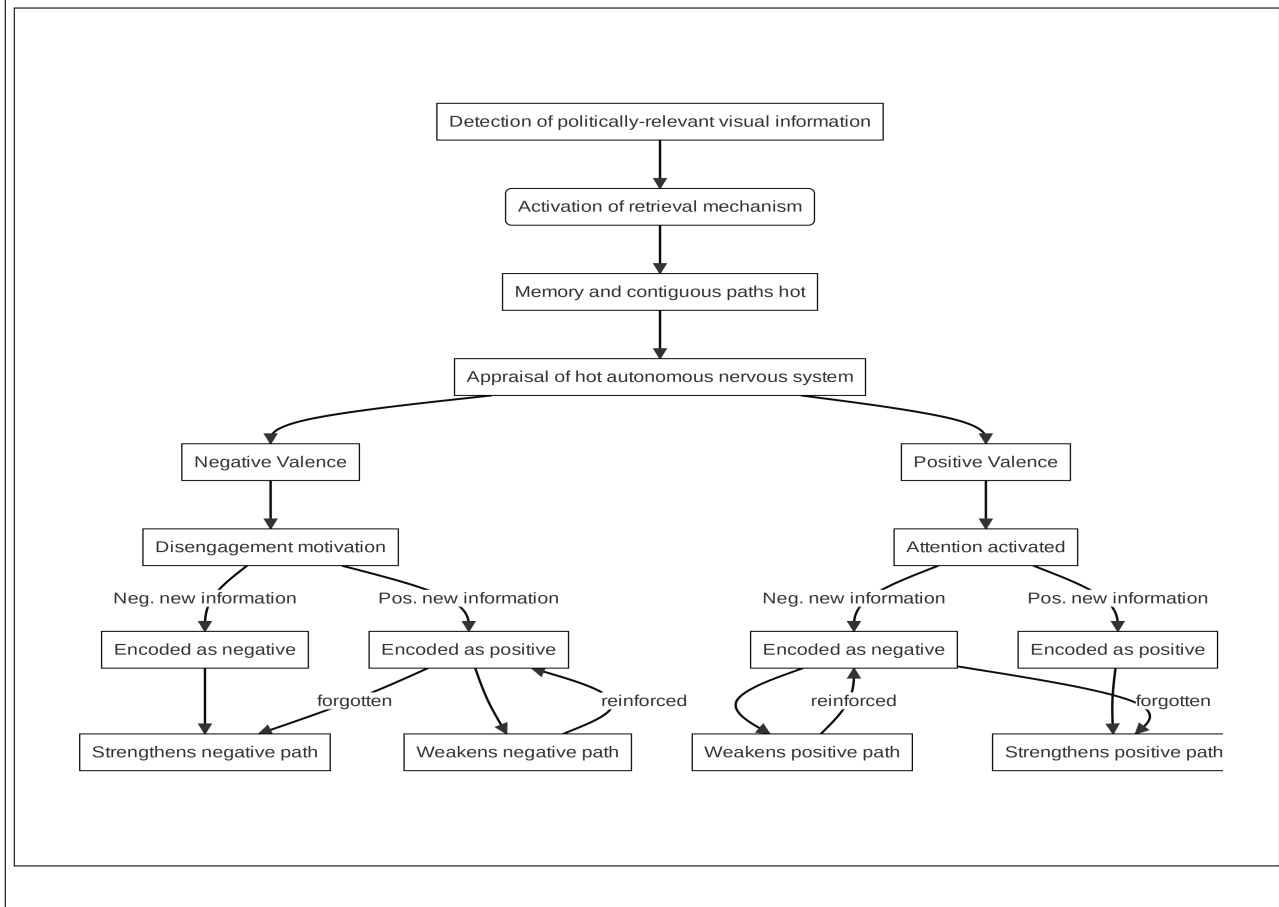 Detection of politically-relevant visual information
Activation of retrieval mechanism
Memory and contiguous paths hot
Appraisal of hot autonomous nervous system
Negative Valence
Positive Valence
Disengagement motivation
Attention activated
Neg. new information
Pos. new information
Neg. new information
Pos. new information
Encoded as negative
Encoded as positive
Encoded as negative
Encoded as positive
forgotten
reinforced
reinforced
forgotten
Strengthens negative path
Weakens negative path
Weakens positive path
Strengthens positive path